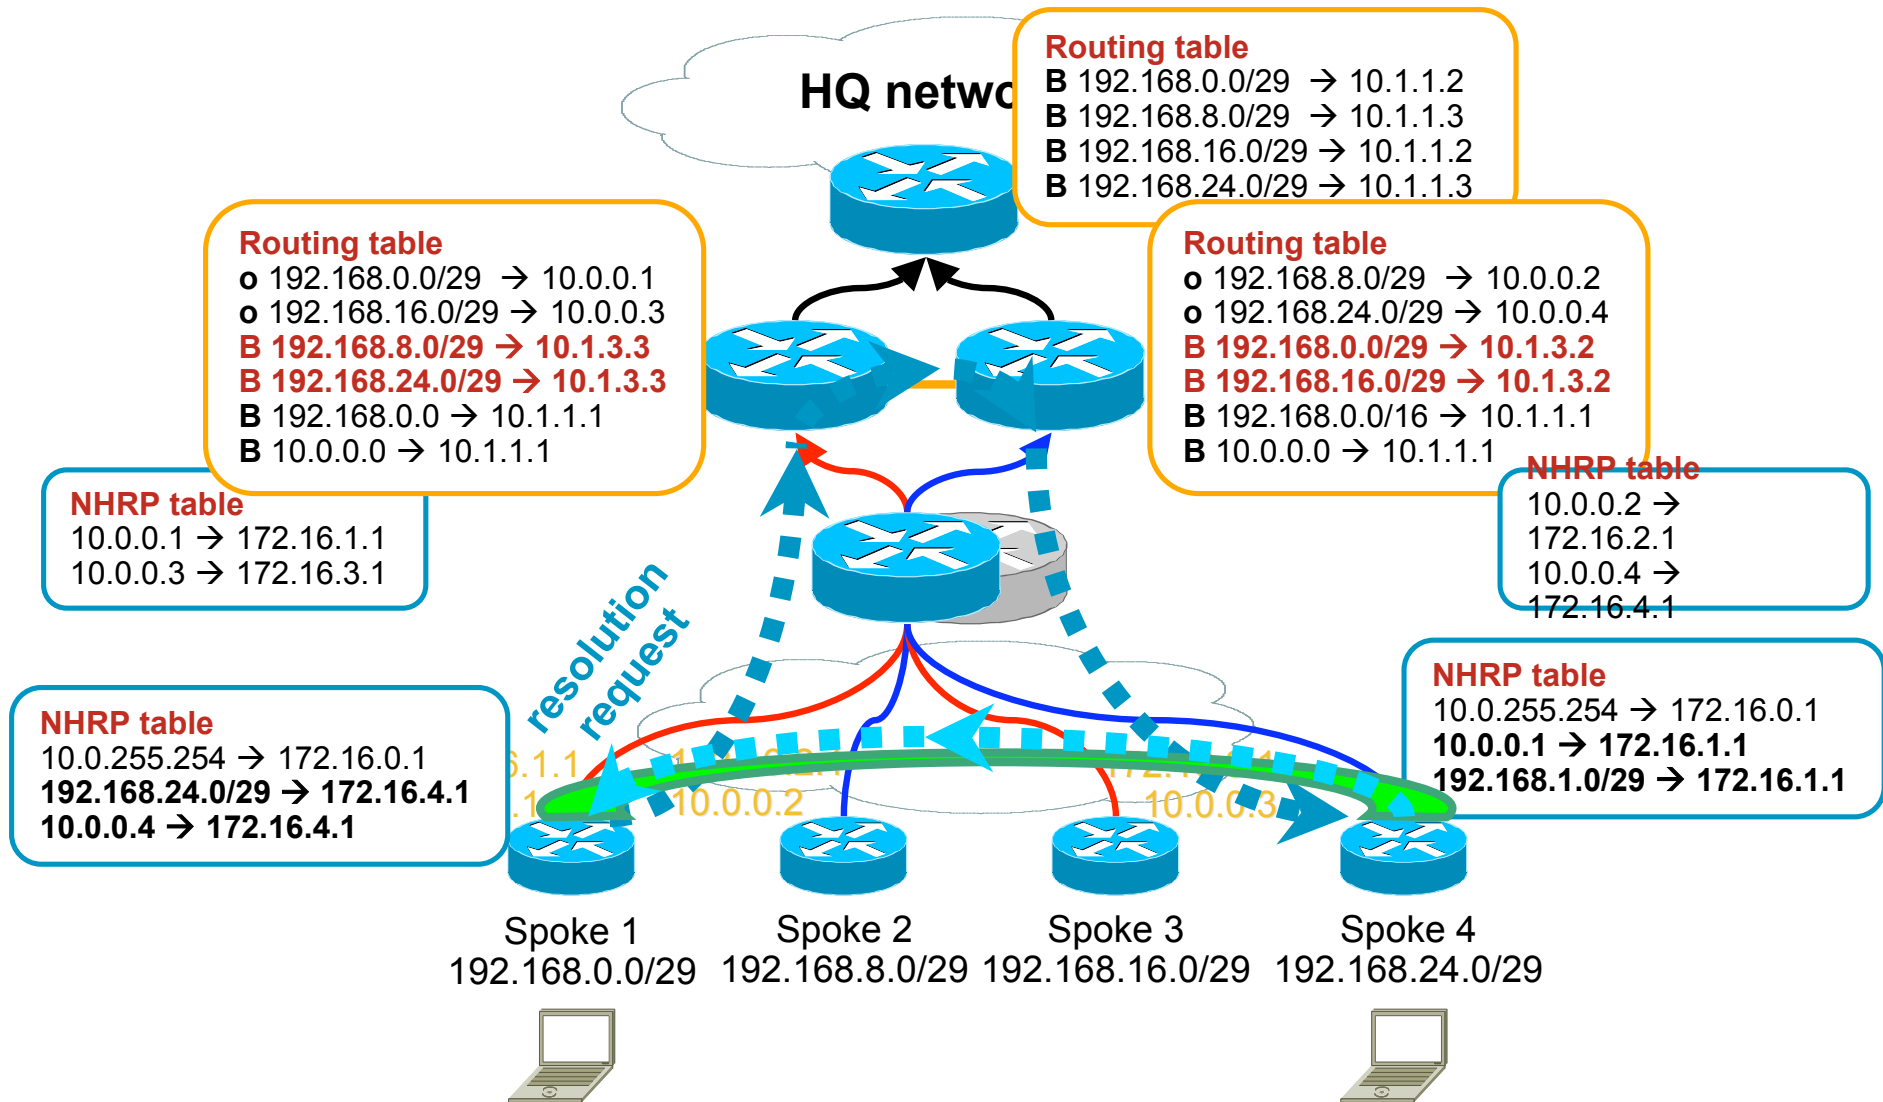 HQ netwo
Routing table
B 192.168.0.0/29 → 10.1.1.2
B 192.168.8.0/29 → 10.1.1.3
B 192.168.16.0/29 → 10.1.1.2
B 192.168.24.0/29 → 10.1.1.3
Routing table
o 192.168.0.0/29 → 10.0.0.1
o 192.168.16.0/29 → 10.0.0.3
B 192.168.8.0/29 → 10.1.3.3
B 192.168.24.0/29 → 10.1.3.3
B 192.168.0.0 → 10.1.1.1
B 10.0.0.0 → 10.1.1.1
Routing table
o 192.168.8.0/29 → 10.0.0.2
o 192.168.24.0/29 → 10.0.0.4
B 192.168.0.0/29 → 10.1.3.2
B 192.168.16.0/29 → 10.1.3.2
B 192.168.0.0/16 → 10.1.1.1
B 10.0.0.0 → 10.1.1.1
NHRP table
10.0.0.1 → 172.16.1.1
10.0.0.3 → 172.16.3.1
NHRP table
10.0.0.2 →
172.16.2.1
10.0.0.4 →
172.16.4.1
resolution
request
NHRP table
10.0.255.254 → 172.16.0.1
192.168.24.0/29 → 172.16.4.1
10.0.0.4 → 172.16.4.1
NHRP table
10.0.255.254 → 172.16.0.1
10.0.0.1 → 172.16.1.1
192.168.1.0/29 → 172.16.1.1
6.1.1
10.0.0.2
10.0.0.3
Spoke 1
192.168.0.0/29
Spoke 2
192.168.8.0/29
Spoke 3
192.168.16.0/29
Spoke 4
192.168.24.0/29